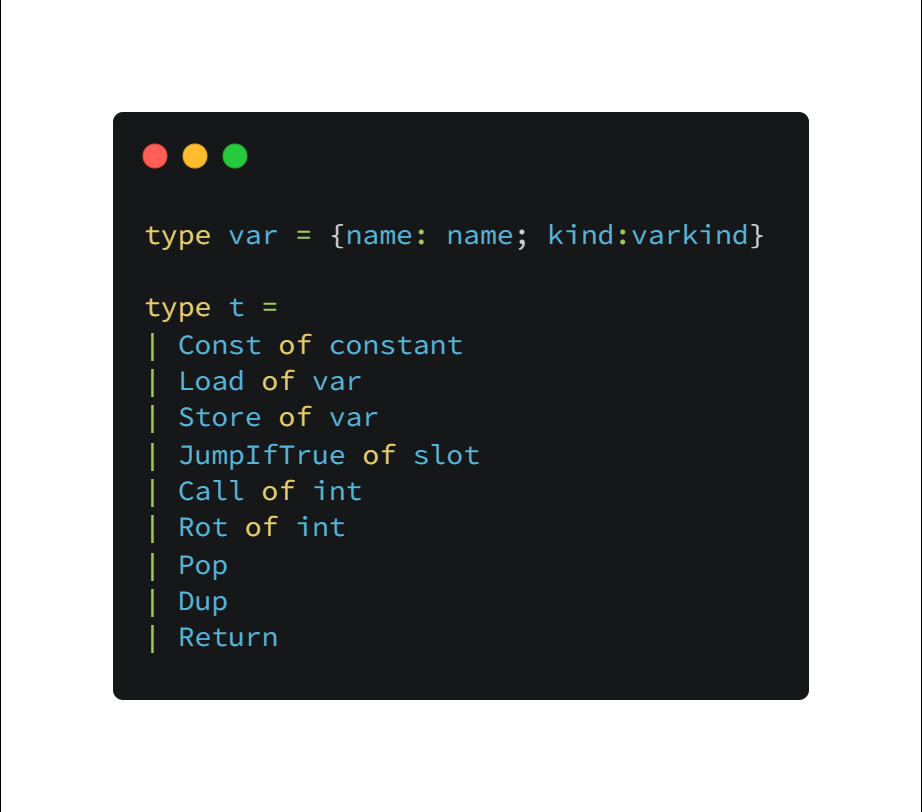 type var = {name: name; kind:varkind}
type t =
| Const of constant
| Load of var
| Store of var
| JumpIfTrue of slot
| Call of int
| Rot of int
| Pop
| Dup
| Return